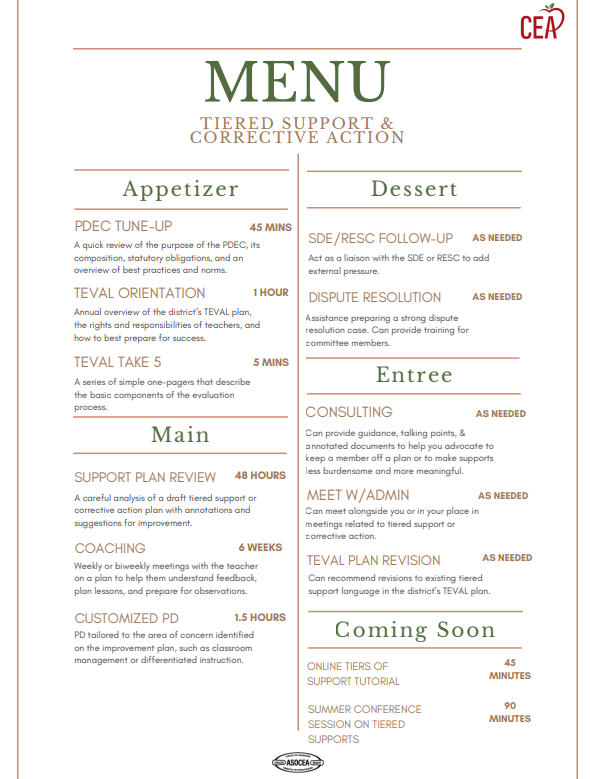 CEA
MENU
TIERED SUPPORT &
CORRECTIVE ACTION
Appetizer
PDEC TUNE-UP 45 MINS
A quick review of the purpose of the PDEC, its
composition, statutory obligations, and an
overview of best practices and norms.
TEVAL ORIENTATION 1 HOUR
Annual overview of the district's TEVAL plan,
the rights and responsibilities of teachers, and
how to best prepare for success.
TEVAL TAKE 5 5 MINS
A series of simple one-pagers that describe
the basic components of the evaluation
process.
Main
SUPPORT PLAN REVIEW 48 HOURS
A careful analysis of a draft tiered support or
corrective action plan with annotations and
suggestions for improvement.
COACHING 6 WEEKS
Weekly or biweekly meetings with the teacher
on a plan to help them understand feedback,
plan lessons, and prepare for observations.
CUSTOMIZED PD 1.5 HOURS
PD tailored to the area of concern identified
on the improvement plan, such as classroom
management or differentiated instruction.
Dessert
SDE/RESC FOLLOW-UP AS NEEDED
Act as a liaison with the SDE or RESC to add
external pressure.
DISPUTE RESOLUTION AS NEEDED
Assistance preparing a strong dispute
resolution case. Can provide training for
committee members.
Entree
CONSULTING AS NEEDED
Can provide guidance, talking points, &
annotated documents to help you advocate to
keep a member off a plan or to make supports
less burdensome and more meaningful.
MEET W/ADMIN AS NEEDED
Can meet alongside you or in your place in
meetings related to tiered support or
corrective action.
TEVAL PLAN REVISION AS NEEDED
Can recommend revisions to existing tiered
support language in the district's TEVAL plan.
Coming Soon
ONLINE TIERS OF
SUPPORT TUTORIAL
45
MINUTES
SUMMER CONFERENCE
SESSION ON TIERED
SUPPORTS
90
MINUTES
ASOCEA